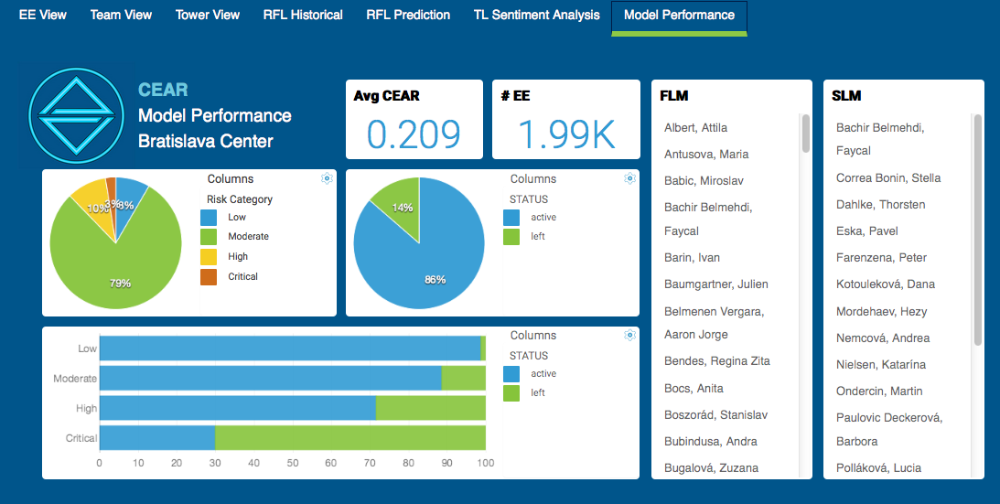 EE View
Team View
Tower View
RFL Historical
RFL Prediction
TL Sentiment Analysis
Model Performance
CEAR
Model Performance
Bratislava Center
Avg CEAR
0.209
# EE
1.99K
Columns
Risk Category
Low
Moderate
High
Critical
8%
79%
10%
3%
Columns
STATUS
active
left
14%
86%
Columns
STATUS
active
left
Low
Moderate
High
Critical
0 10 20 30 40 50 60 70 80 90 100
FLM
Albert, Attila
Antusova, Maria
Babic, Miroslav
Bachir Belmehdi,
Faycal
Barin, Ivan
Baumgartner, Julien
Belmenen Vergara,
Aaron Jorge
Bendes, Regina Zita
Bocs, Anita
Boszorád, Stanislav
Bubindusa, Andra
Bugalová, Zuzana
SLM
Bachir Belmehdi,
Faycal
Correa Bonin, Stella
Dahlke, Thorsten
Eska, Pavel
Farenzena, Peter
Kotouleková, Dana
Mordehaev, Hezy
Nemcová, Andrea
Nielsen, Katarína
Ondercin, Martin
Paulovic Deckerová,
Barbora
Polláková, Lucia